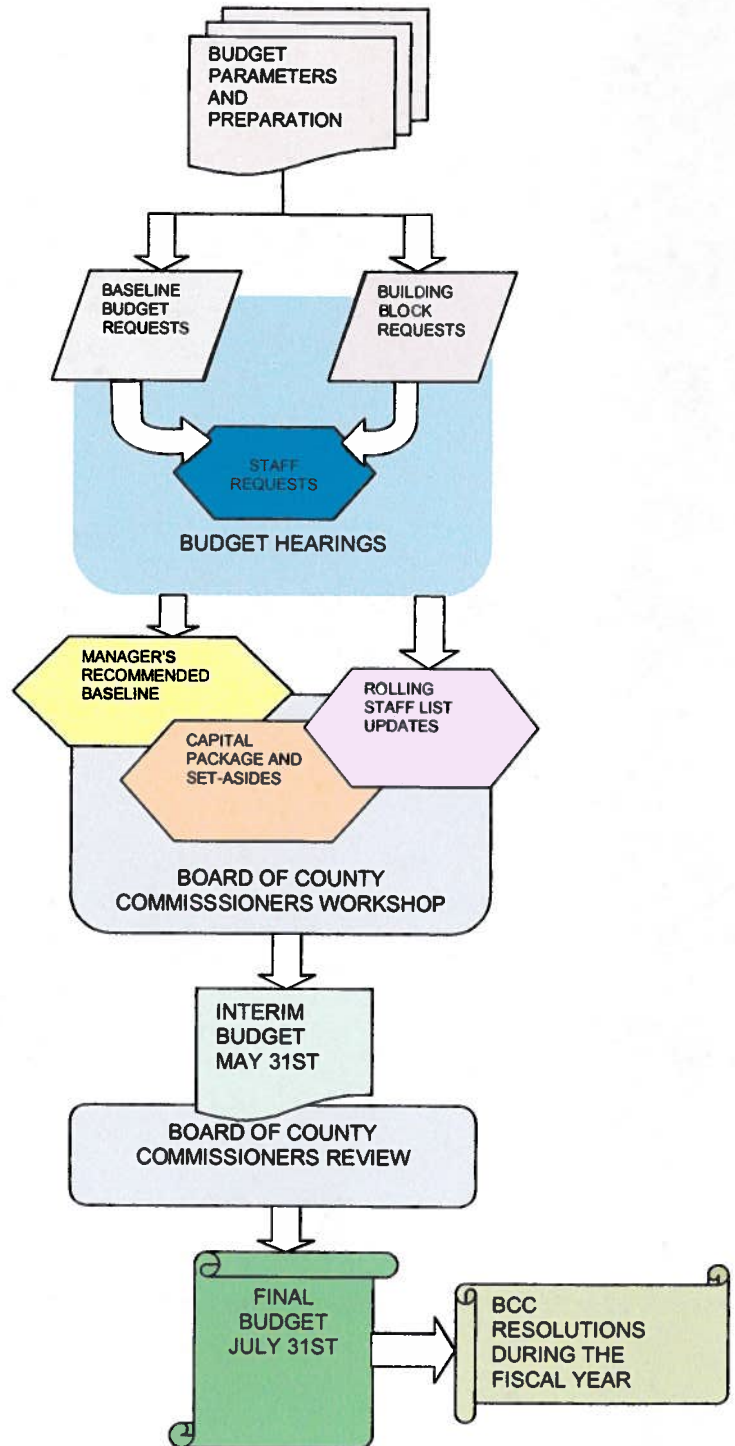 BUDGET
PARAMETERS
AND
PREPARATION
BASELINE
BUDGET
REQUESTS
BUILDING
BLOCK
REQUESTS
STAFF
REQUESTS
BUDGET HEARINGS
MANAGER'S
RECOMMENDED
BASELINE
ROLLING
STAFF LIST
UPDATES
CAPITAL
PACKAGE AND
SET-ASIDES
BOARD OF COUNTY
COMMISSSIONERS WORKSHOP
INTERIM
BUDGET
MAY 31ST
BOARD OF COUNTY
COMMISSIONERS REVIEW
FINAL
BUDGET
JULY 31ST
BCC
RESOLUTIONS
DURING THE
FISCAL YEAR